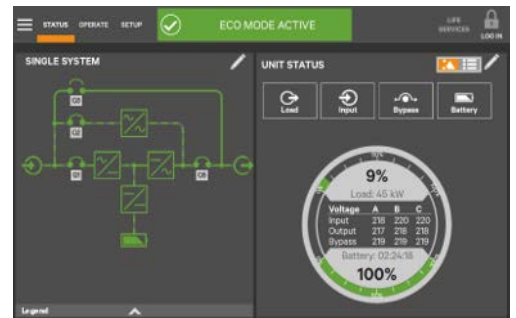 STATUS OPERATE SETUP
ECO MODE ACTIVE
LIFE
SERVICES
LOG IN
SINGLE SYSTEM
UNIT STATUS
Load Input Bypass Battery
Q3
Q2
Q1
9%
Load: 45 kW
Voltage A B C
Input 218 220 220
Output 217 218 218
Bypass 219 219 219
Battery: 02:24:18
100%
Legend